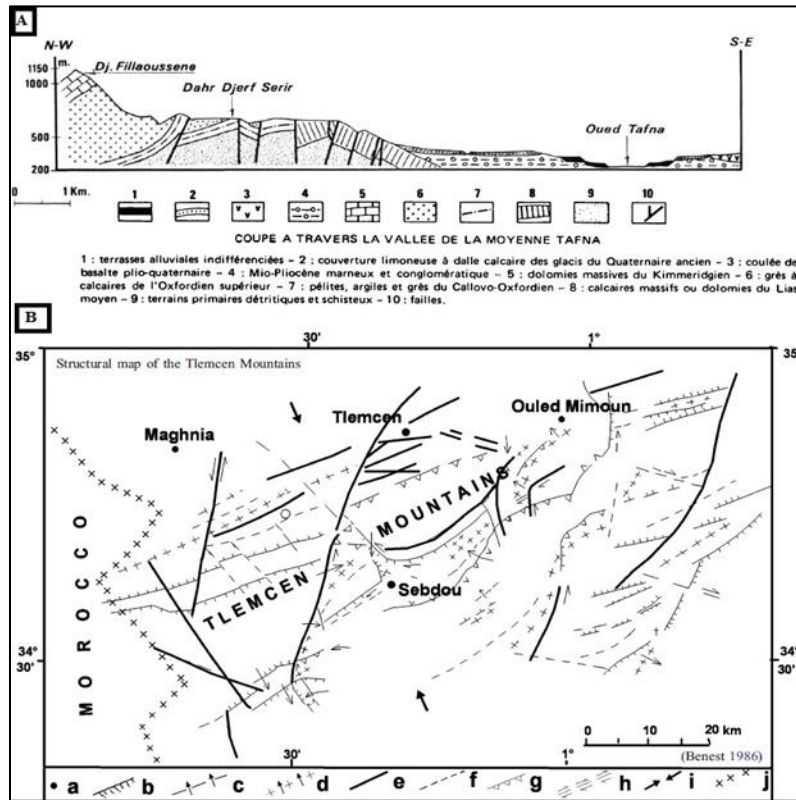 A
N-W
S-E
1150 m.
Dj. Fillaoussene
1000
Dahr Djerf Serir
500
Oued Tafna
200
0 1 Km.
1 2 3 4 5 6 7 8 9 10
COUPE A TRAVERS LA VALLEE DE LA MOYENNE TAFNA
1 : terrasses alluviales indifférenciées – 2 : couverture limoneuse à dalle calcaire des glacis du Quaternaire ancien – 3 : coulée de
basalte plio-quaternaire – 4 : Mio-Pliocène marneux et conglomératique – 5 : dolomies massives du Kimmeridgien – 6 : grès à
calcaires de l'Oxfordien supérieur – 7 : pélites, argiles et grès du Callovo-Oxfordien – 8 : calcaires massifs ou dolomies du Lias
moyen – 9 : terrains primaires détritiques et schisteux – 10 : failles.
B
30' 1°
35° 35°
Structural map of the Tlemcen Mountains
Tlemcen
Ouled Mimoun
Maghnia
MOUNTAINS
MOROCCO
TLEMCEN
Sebdou
34° 30' 34° 30'
0 10 20 km
(Benest 1986)
30' 1°
a b c d e f g h i j